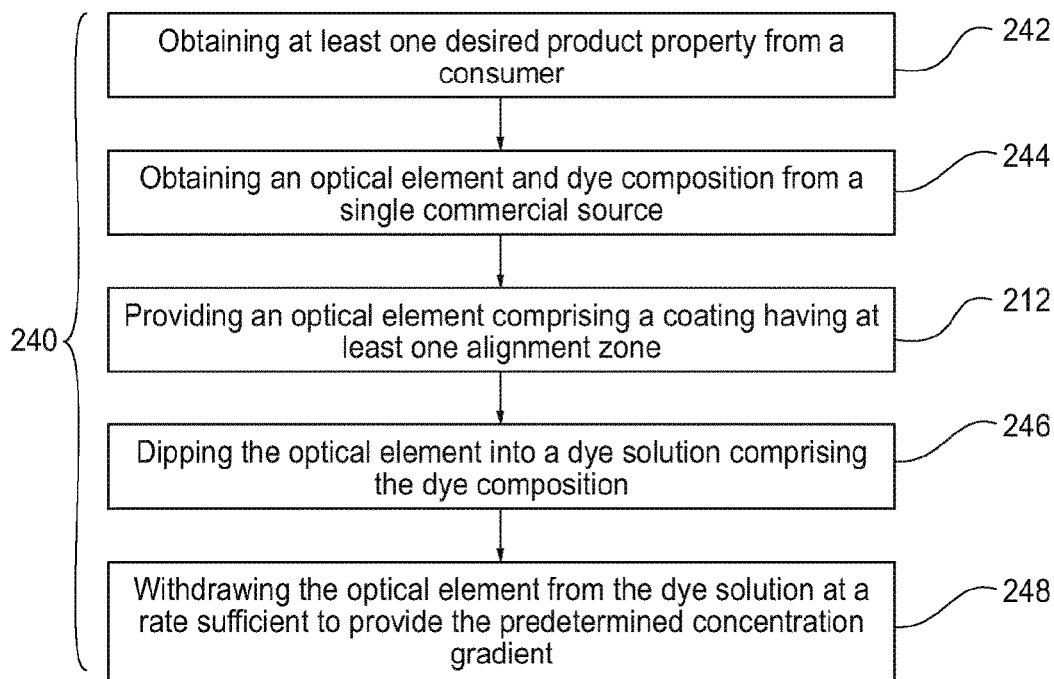 Obtaining at least one desired product property from a
consumer
242
Obtaining an optical element and dye composition from a
single commercial source
244
Providing an optical element comprising a coating having at
least one alignment zone
212
240
Dipping the optical element into a dye solution comprising
the dye composition
246
Withdrawing the optical element from the dye solution at a
rate sufficient to provide the predetermined concentration
gradient
248